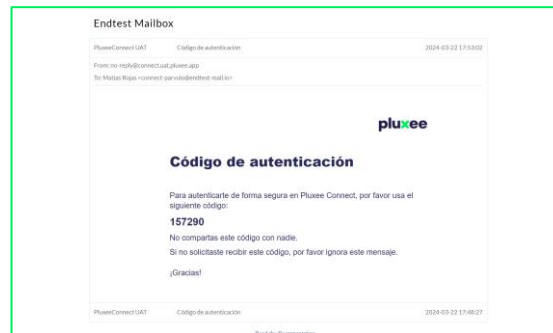 Endtest Mailbox
PluxeeConnect UAT Código de autenticación 2024-03-22 17:53:02
From: no-reply@connect.uat.pluxee.app
To: Matias Rojas <connect-parvolo@endtest-mail.io>
pluxee
Código de autenticación
Para autenticarte de forma segura en Pluxee Connect, por favor usa el
siguiente código:
157290
No compartas este código con nadie.
Si no solicitaste recibir este código, por favor ignora este mensaje.
¡Gracias!
PluxeeConnect UAT Código de autenticación 2024-03-22 17:48:27